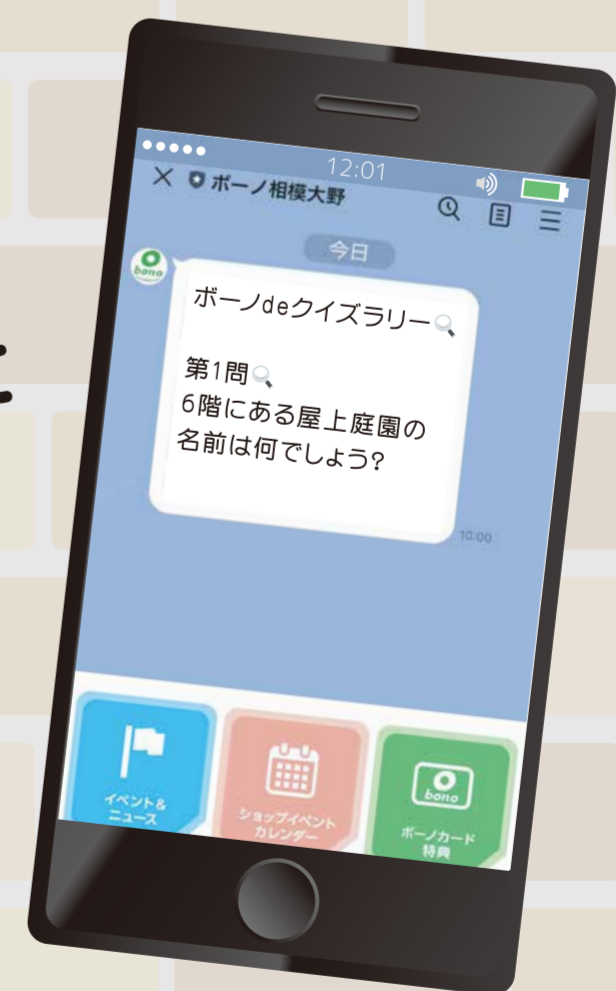 12:01
ボーノ相模大野
今日
bono
ボーノdeクイズラリー🔍
第1問🔍
6階にある屋上庭園の
名前は何でしょう?
10:00
イベント&
ニュース
ショップイベント
カレンダー
bono
ボーノカード
特典